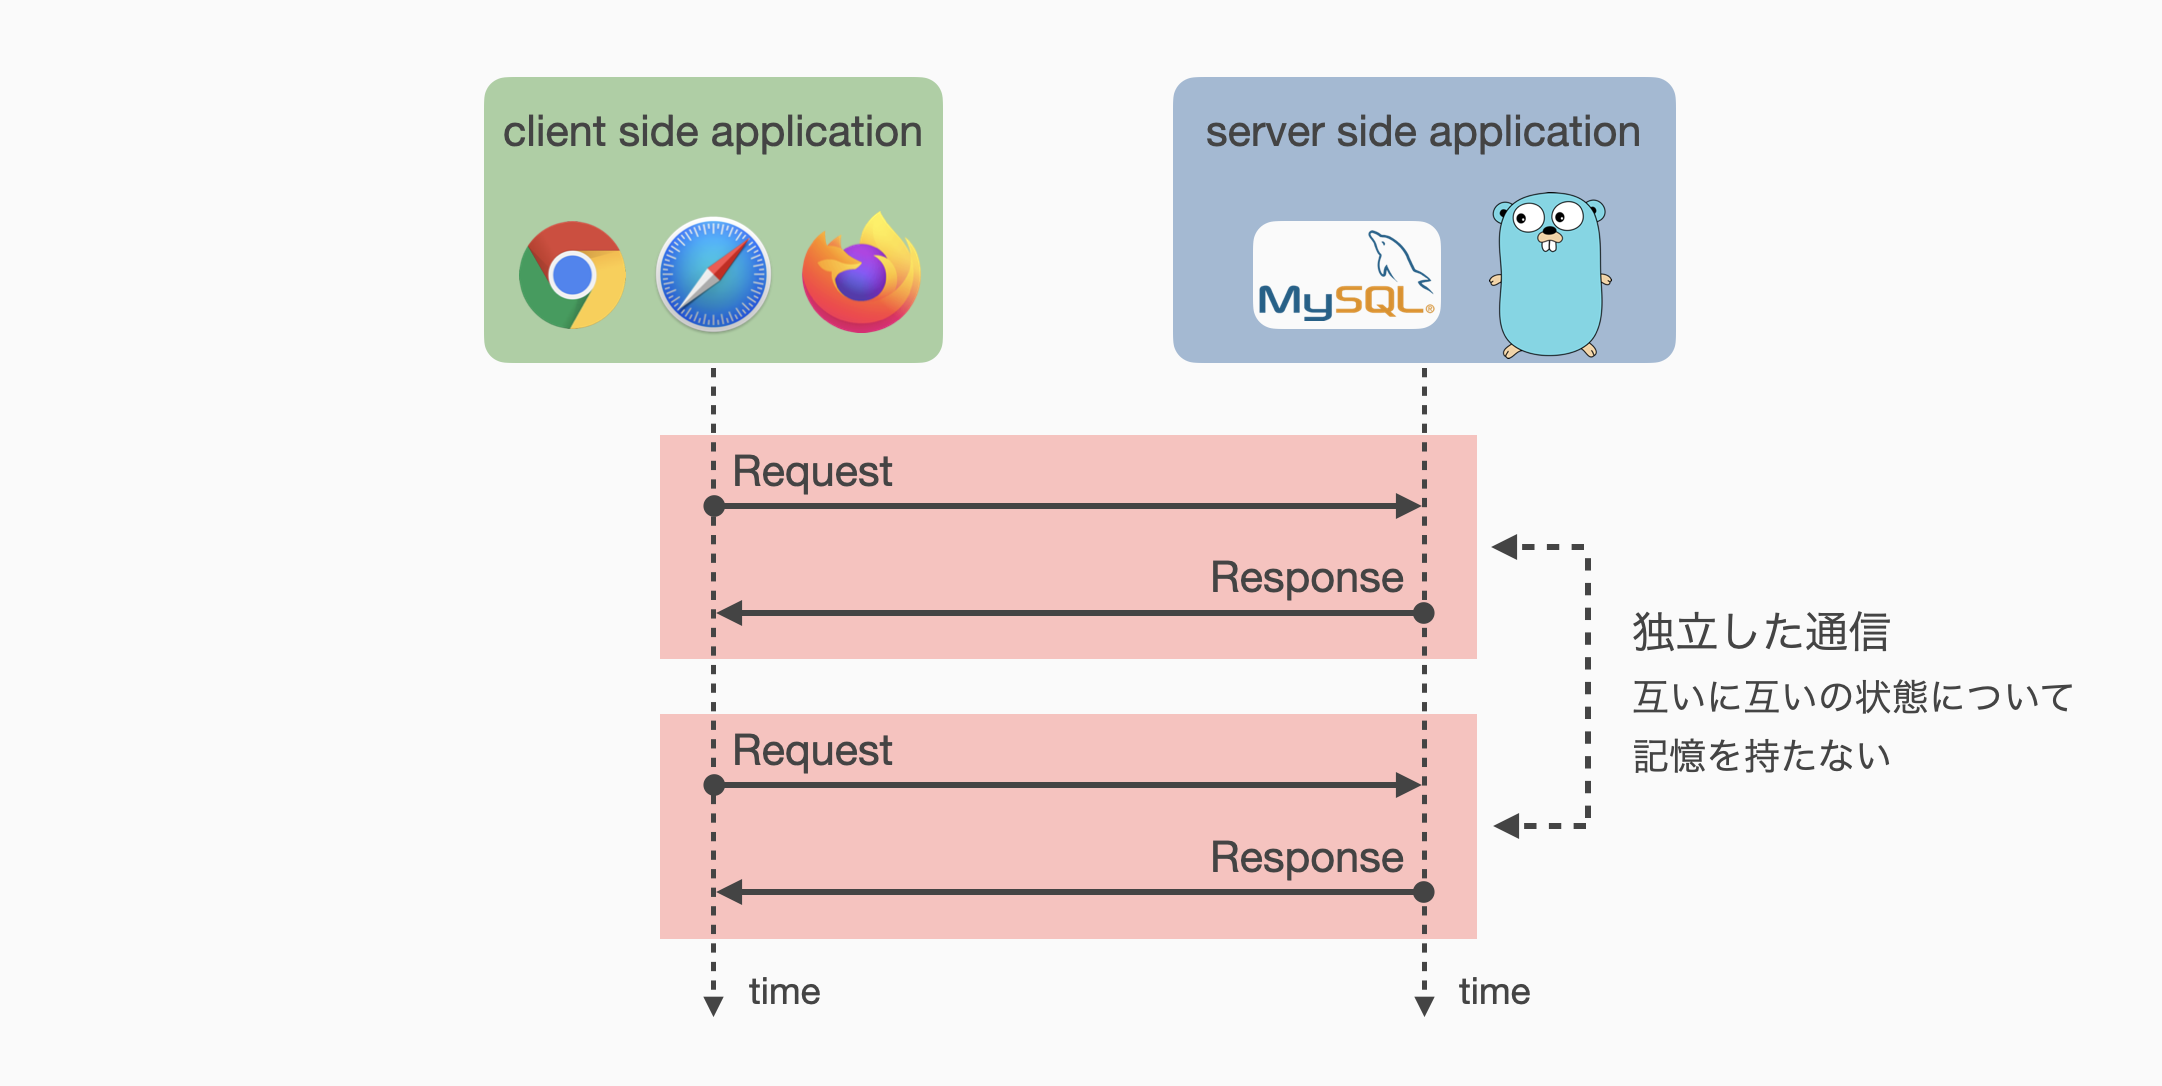 client side application
server side application
MySQL®
Request
Response
独立した通信
互いに互いの状態について
記憶を持たない
Request
Response
time
time